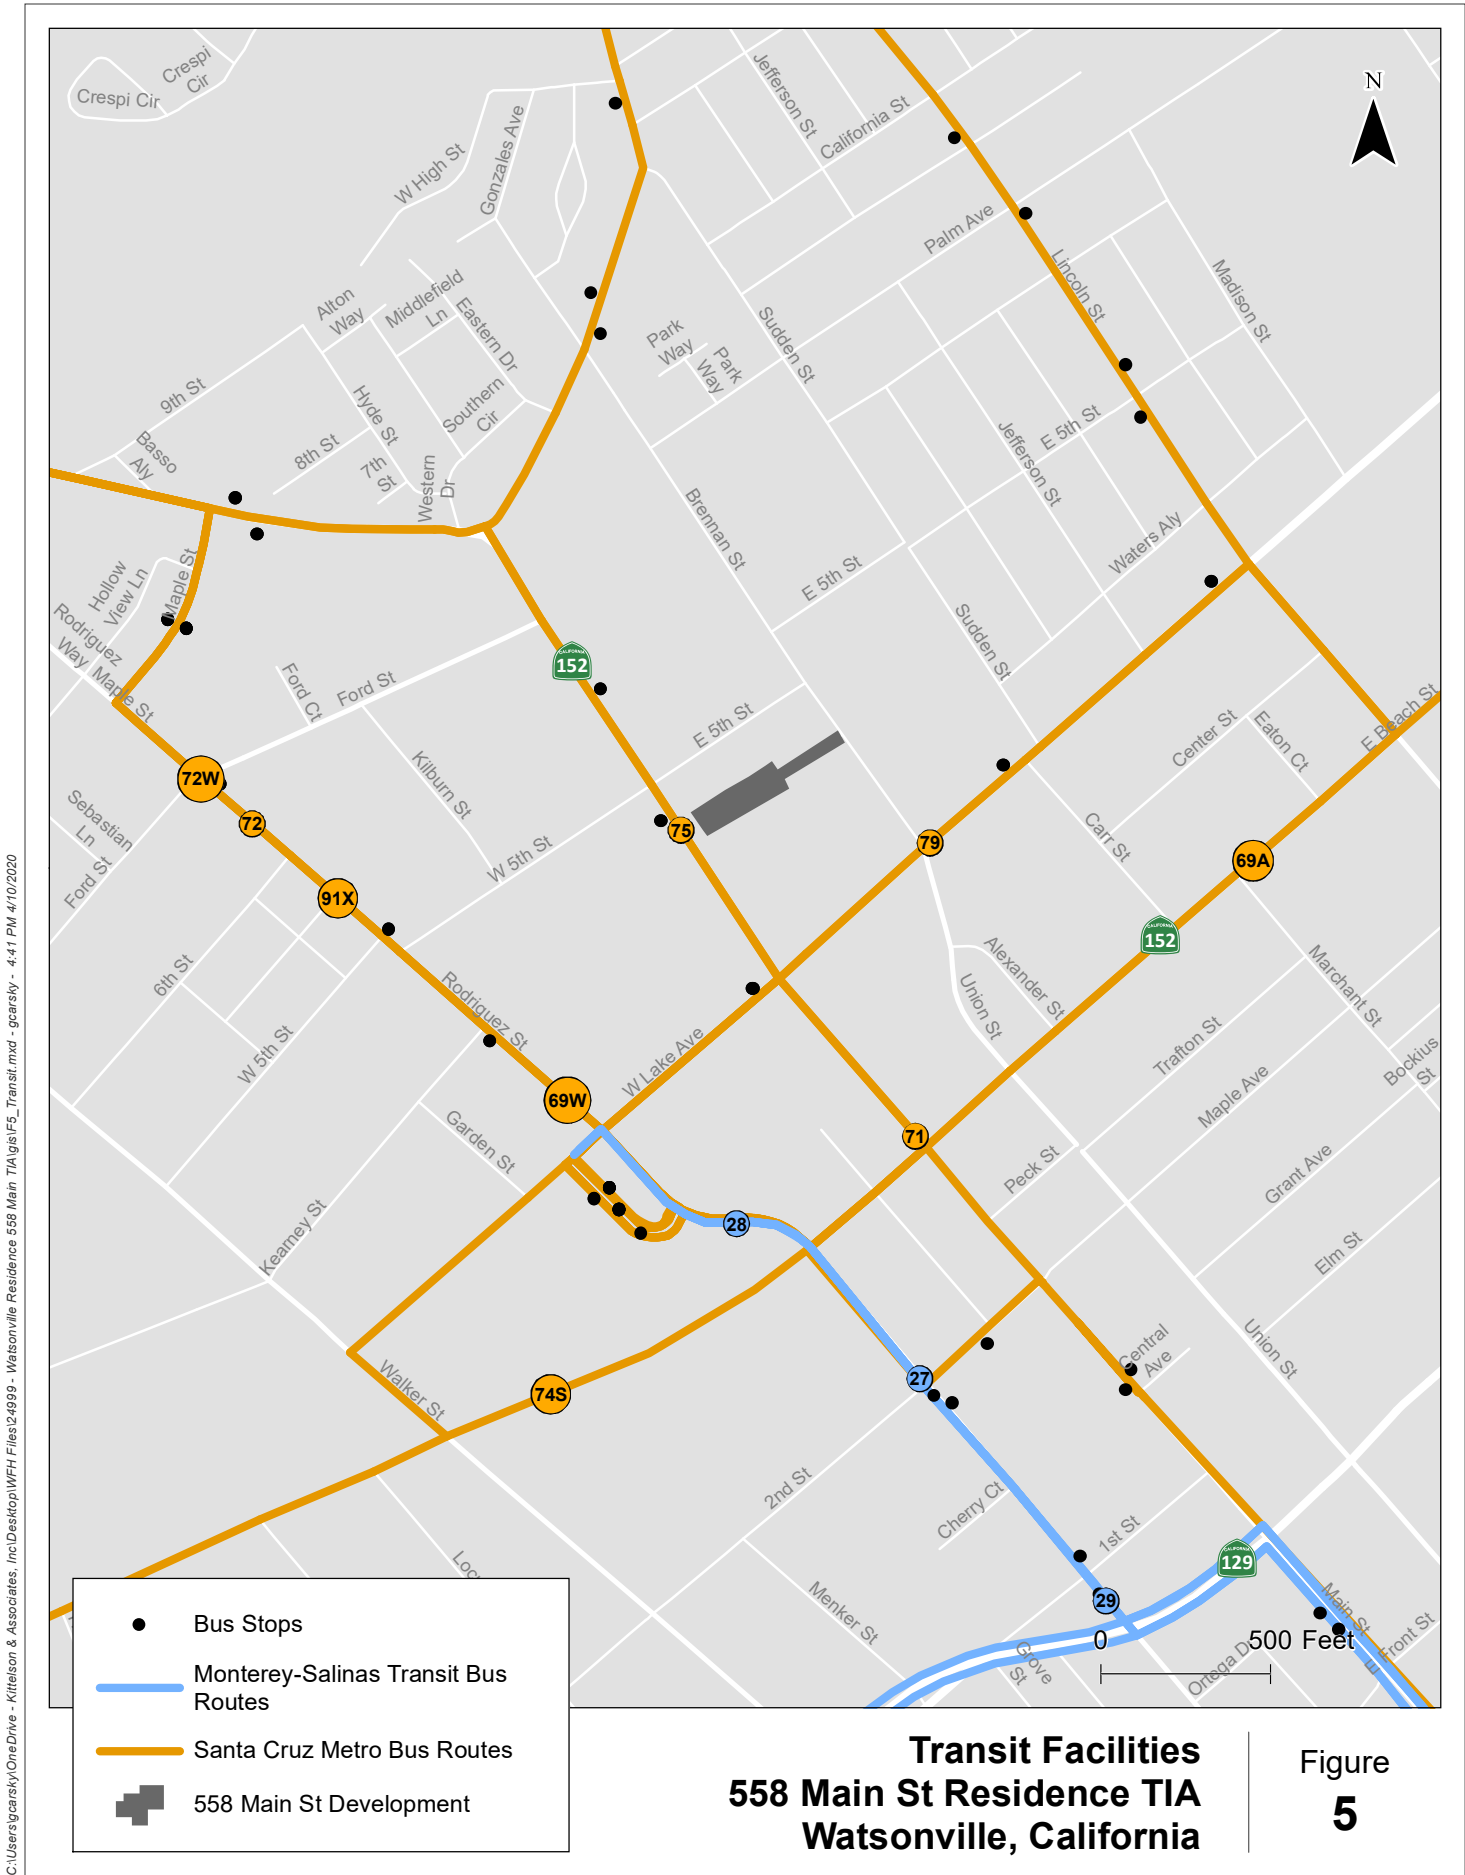 Crespi
Cir
Crespi Cir
Jefferson St
California St
N
W High St
Gonzales Ave
Palm Ave
Lincoln St
Madison St
Alton
Way
Middlefield
Ln
Eastern Dr
Park
Way
Park
Way
Sudden St
9th St
Hyde St
Southern
Cir
8th St
7th
St
Basso
Aly
Western
Dr
E 5th St
Jefferson St
Brennan St
Waters Aly
E 5th St
Hollow
View Ln
Maple St
Rodriguez
Way
Maple St
Sudden St
CALIFORNIA
152
Ford Ct
Ford St
E 5th St
Center St
Eaton Ct
E Beach St
72W
72
Kilburn St
Sebastian
Ln
Ford St
75
79
Carr St
69A
W 5th St
91X
CALIFORNIA
152
6th St
Rodriguez St
Alexander St
Union St
Marchant St
W 5th St
W Lake Ave
Trafton St
Bockius
St
69W
Maple Ave
Garden St
71
Peck St
Grant Ave
Kearney St
28
Elm St
Walker St
74S
27
Central
Ave
Union St
2nd St
Cherry Ct
1st St
CALIFORNIA
129
Menker St
29
Main St
Grove
St
Ortega D
E Front St
0 500 Feet
Bus Stops
Monterey-Salinas Transit Bus
Routes
Santa Cruz Metro Bus Routes
558 Main St Development
Transit Facilities
558 Main St Residence TIA
Watsonville, California
Figure
5
C:\Users\gcarsky\OneDrive - Kittelson & Associates, Inc\Desktop\WFH Files\24999 - Watsonville Residence 558 Main TIA\gis\F5_Transit.mxd - gcarsky - 4:41 PM 4/10/2020